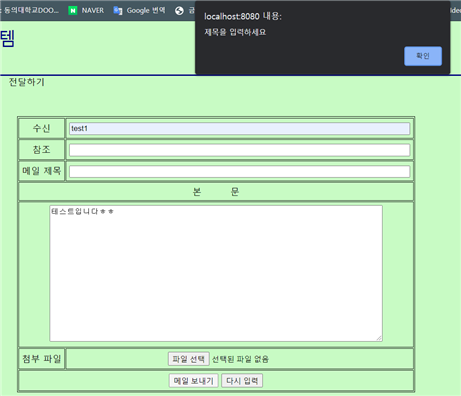 동의대학교DOO...
NAVER
Google 번역
localhost:8080 내용:
제목을 입력하세요
확인
템
전달하기
수신
test1
참조
메일 제목
본 문
테스트입니다ㅎㅎ
첨부 파일
파일 선택 선택된 파일 없음
메일 보내기 다시 입력